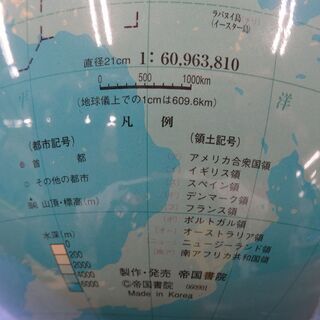 ラパヌイ島
(イースター島)
直径21cm 1:60,963,810
0 500 1000km
(地球儀上での1cmは609.6km)
洋
凡例
(都市記号)
首都
その他の都市
山頂・標高(m)
水深(m)
0
200
2000
4000
6000
(領土記号)
アメリカ合衆国領
イギリス領
スペイン領
デンマーク領
フランス領
(ポ) ポルトガル領
(オ) オーストラリア領
ニュージーランド領
南アフリカ共和国領
製作・発売 帝国書院
©帝国書院 060901
Made in Korea